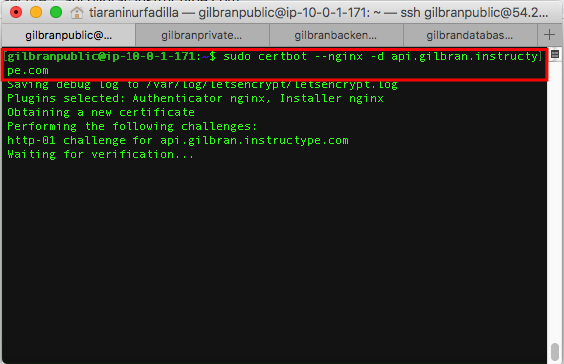 tiaraninurfadilla — gilbranpublic@ip-10-0-1-171: ~ — ssh gilbranpublic@54.2...
gilbranpublic@... gilbranprivate... gilbranbacken... gilbrandatabas...
[gilbranpublic@ip-10-0-1-171:~$ sudo certbot --nginx -d api.gilbran.instructy]
pe.com
Saving debug log to /var/log/letsencrypt/letsencrypt.log
Plugins selected: Authenticator nginx, Installer nginx
Obtaining a new certificate
Performing the following challenges:
http-01 challenge for api.gilbran.instructype.com
Waiting for verification...